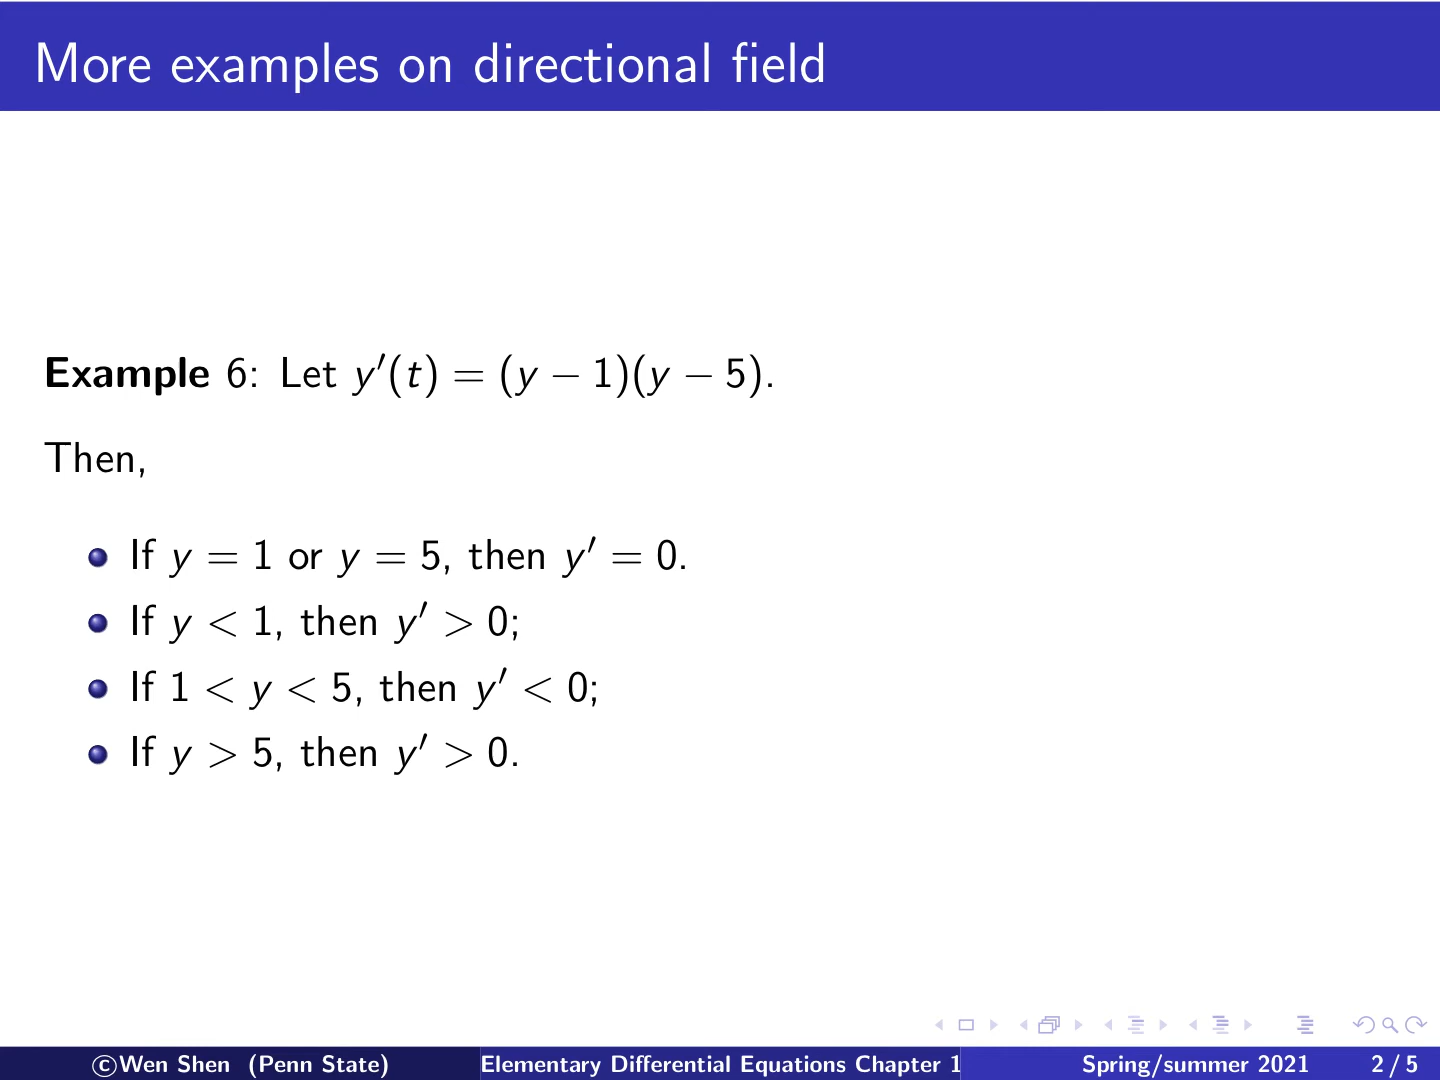 More examples on directional field
Example 6: Let y′(t) = (y − 1)(y − 5).
Then,
If y = 1 or y = 5, then y′ = 0.
If y < 1, then y′ > 0;
If 1 < y < 5, then y′ < 0;
If y > 5, then y′ > 0.
©Wen Shen (Penn State) Elementary Differential Equations Chapter 1 Spring/summer 2021 2 / 5